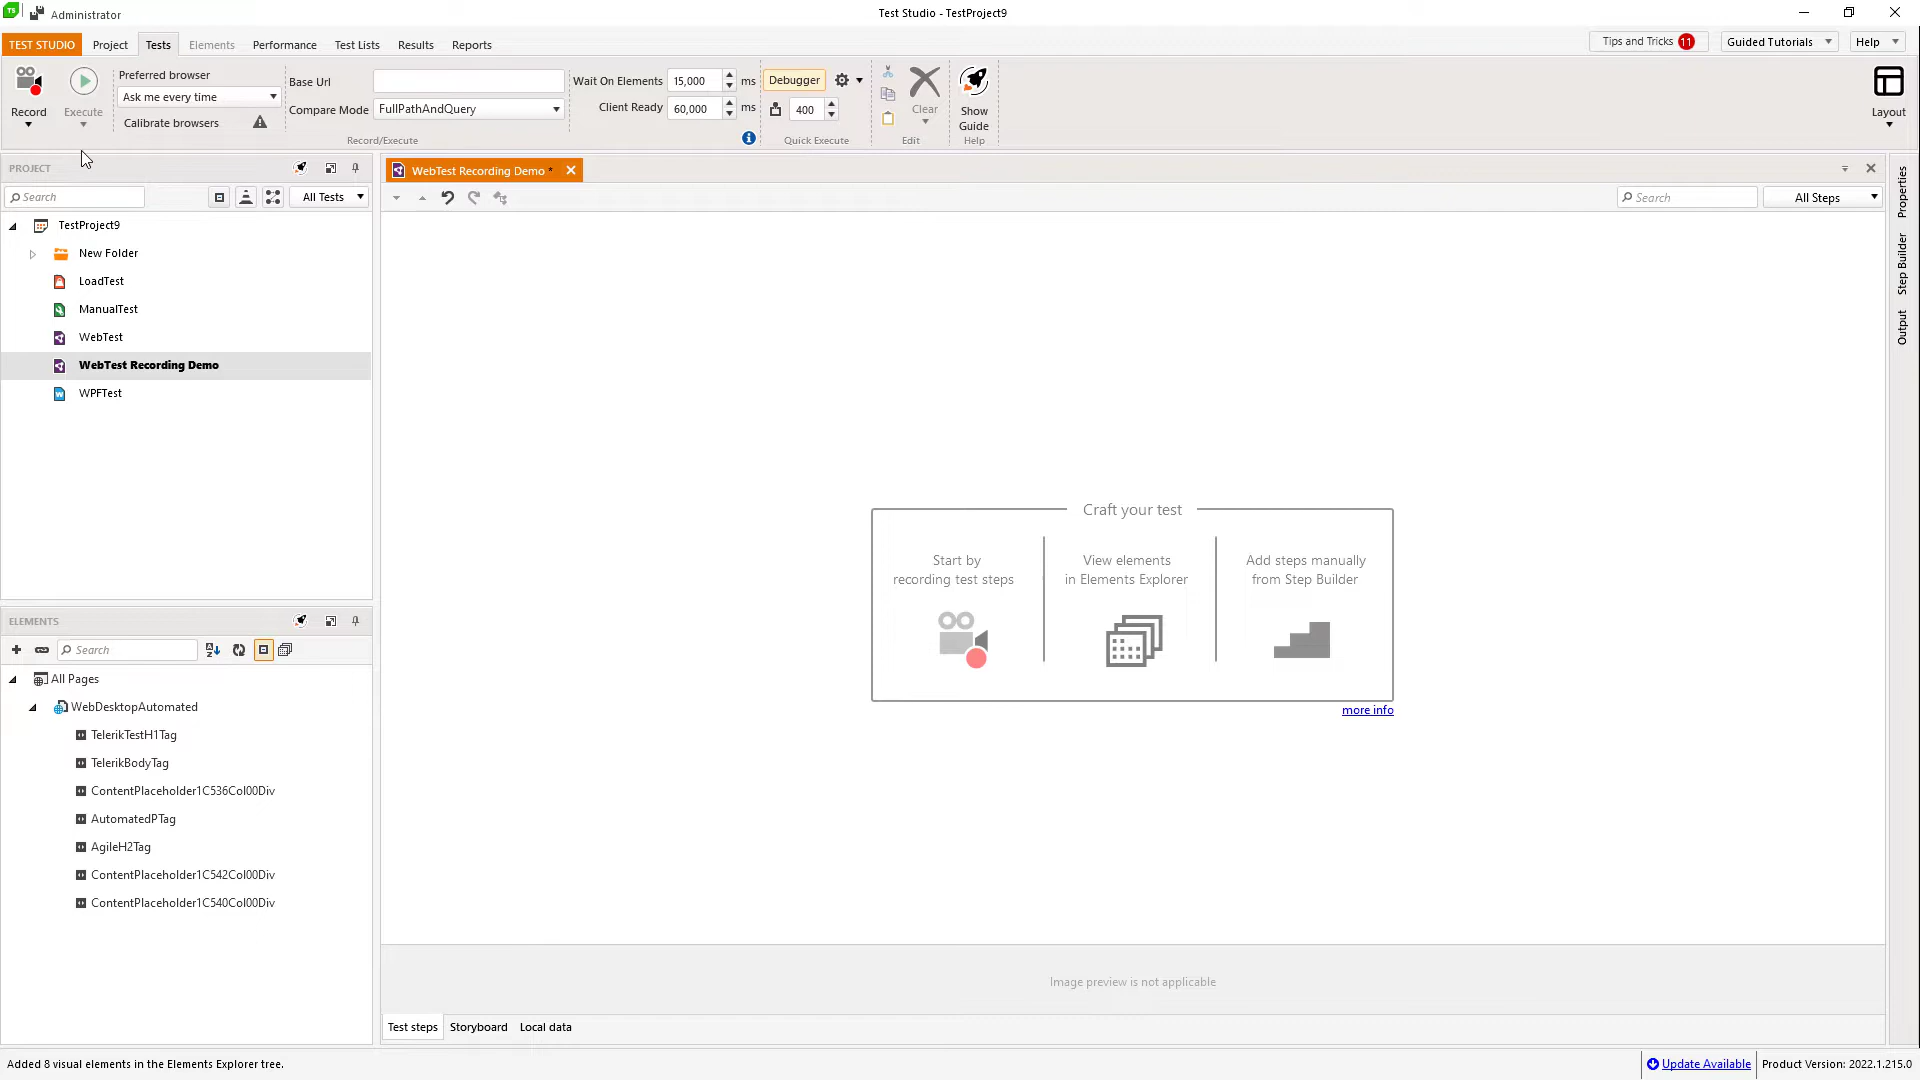 TS Administrator
Test Studio - TestProject9
TEST STUDIO Project Tests Elements Performance Test Lists Results Reports
Tips and Tricks 11 Guided Tutorials Help
Record
Execute
Preferred browser
Ask me every time
Calibrate browsers
Base Url
Compare Mode FullPathAndQuery
Record/Execute
Wait On Elements 15,000 ms
Client Ready 60,000 ms
Debugger
400
Quick Execute
Clear
Edit
Show
Guide
Help
Layout
PROJECT
Search
All Tests
TestProject9
New Folder
LoadTest
ManualTest
WebTest
WebTest Recording Demo
WPFTest
ELEMENTS
Search
All Pages
WebDesktopAutomated
TelerikTestH1Tag
TelerikBodyTag
ContentPlaceholder1C536Col00Div
AutomatedPTag
AgileH2Tag
ContentPlaceholder1C542Col00Div
ContentPlaceholder1C540Col00Div
WebTest Recording Demo *
Search
All Steps
Craft your test
Start by
recording test steps
View elements
in Elements Explorer
Add steps manually
from Step Builder
more info
Image preview is not applicable
Test steps Storyboard Local data
Properties
Step Builder
Output
Added 8 visual elements in the Elements Explorer tree.
Update Available Product Version: 2022.1.215.0